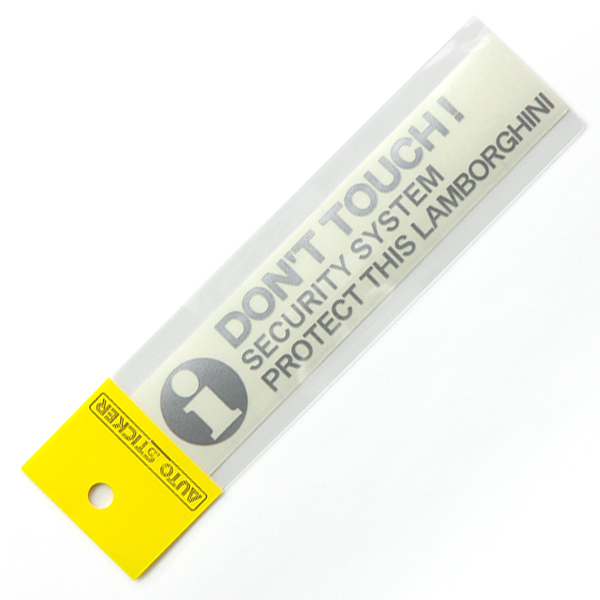 DON'T TOUCH!
SECURITY SYSTEM
PROTECT THIS LAMBORGHINI
i
AUTO STICKER